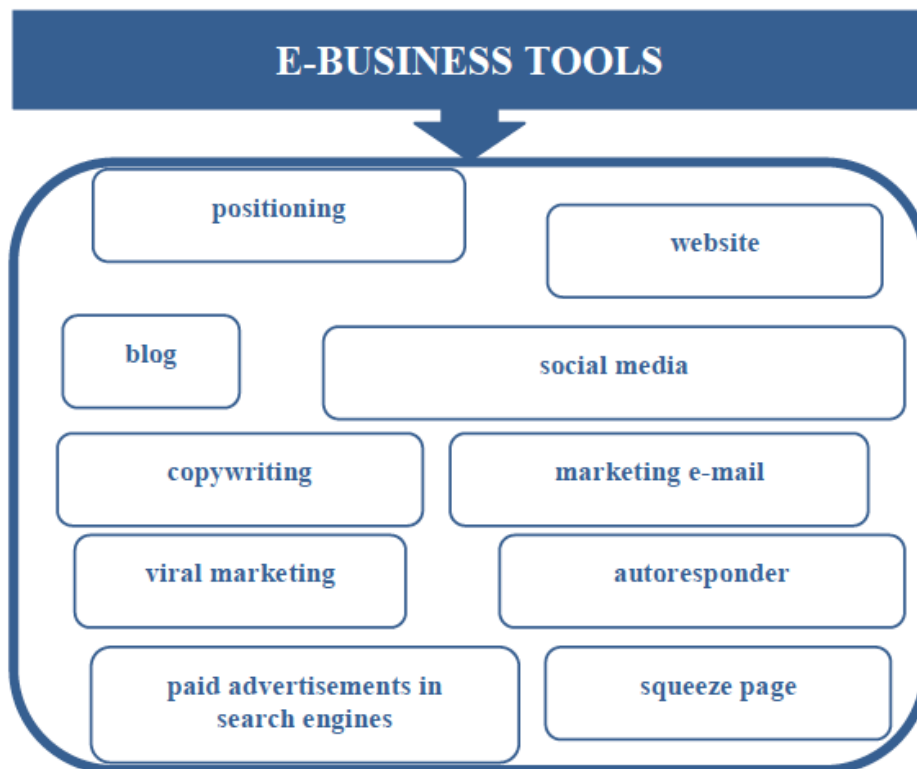 E-BUSINESS TOOLS
positioning
website
blog
social media
copywriting
marketing e-mail
viral marketing
autoresponder
paid advertisements in
search engines
squeeze page